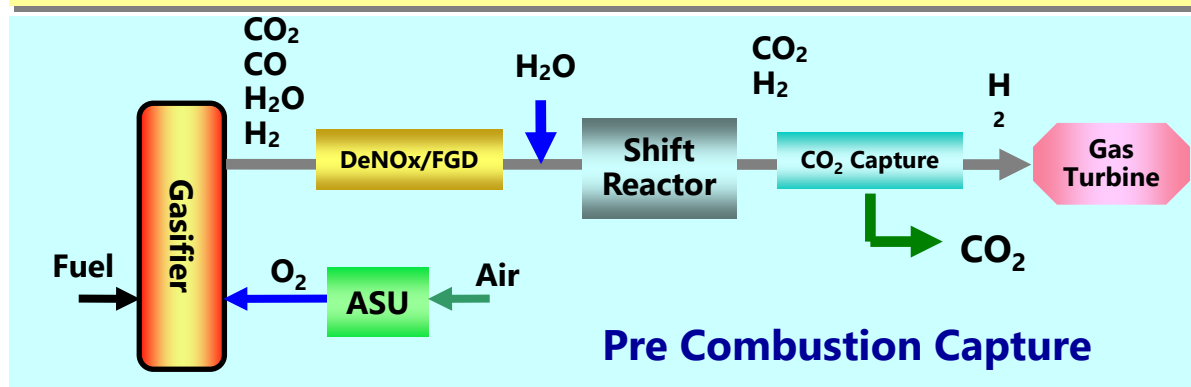 CO₂
CO
H₂O
H₂
H₂O
CO₂
H₂
H
2
DeNOx/FGD
Shift
Reactor
CO₂ Capture
Gas
Turbine
Gasifier
CO₂
Fuel
O₂
ASU
Air
Pre Combustion Capture